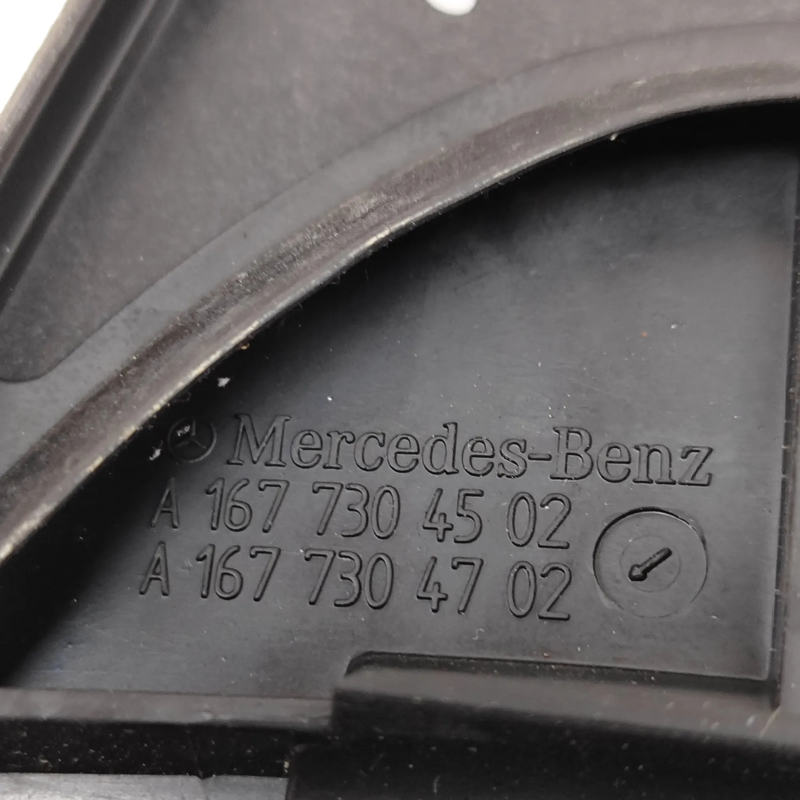 Mercedes-Benz
A 167 730 45 02
A 167 730 47 02